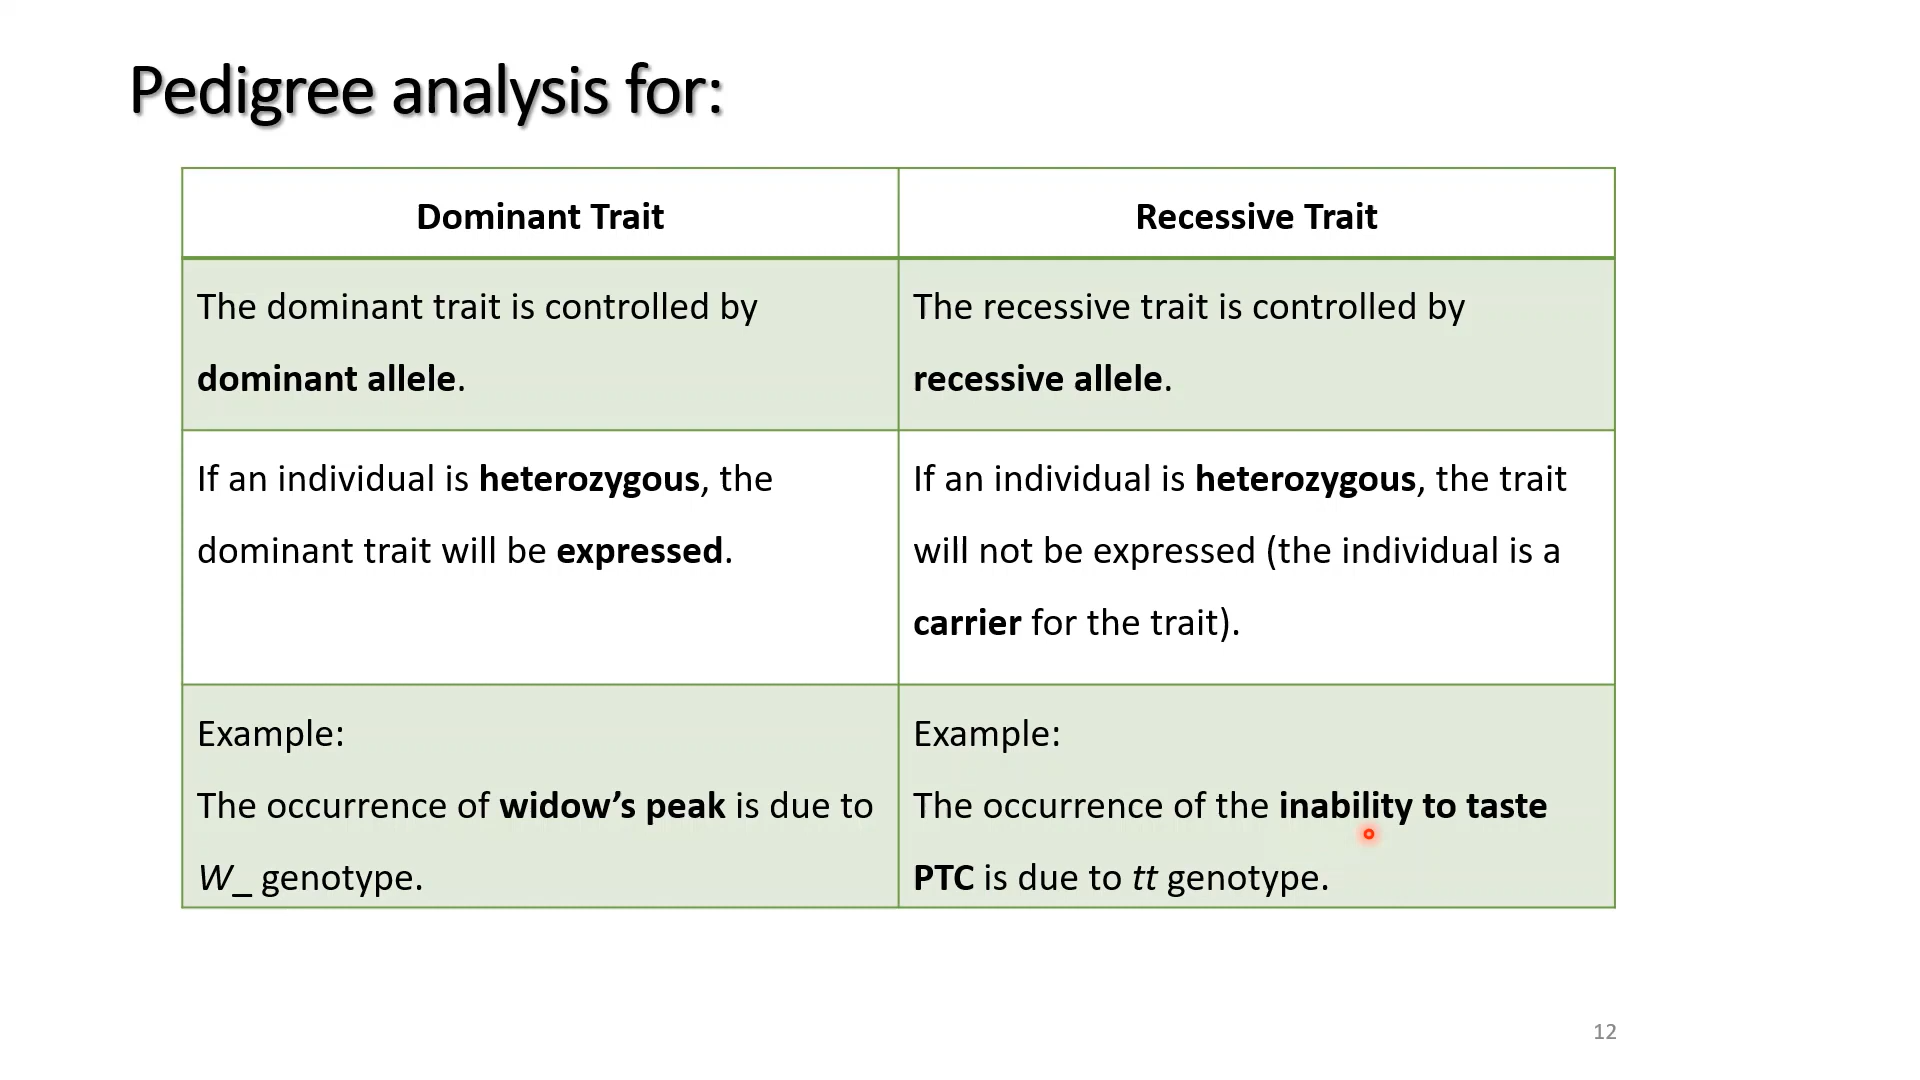 Pedigree analysis for:
Dominant Trait
Recessive Trait
The dominant trait is controlled by
dominant allele.
The recessive trait is controlled by
recessive allele.
If an individual is heterozygous, the
dominant trait will be expressed.
If an individual is heterozygous, the trait
will not be expressed (the individual is a
carrier for the trait).
Example:
The occurrence of widow’s peak is due to
W_ genotype.
Example:
The occurrence of the inability to taste
PTC is due to tt genotype.
12